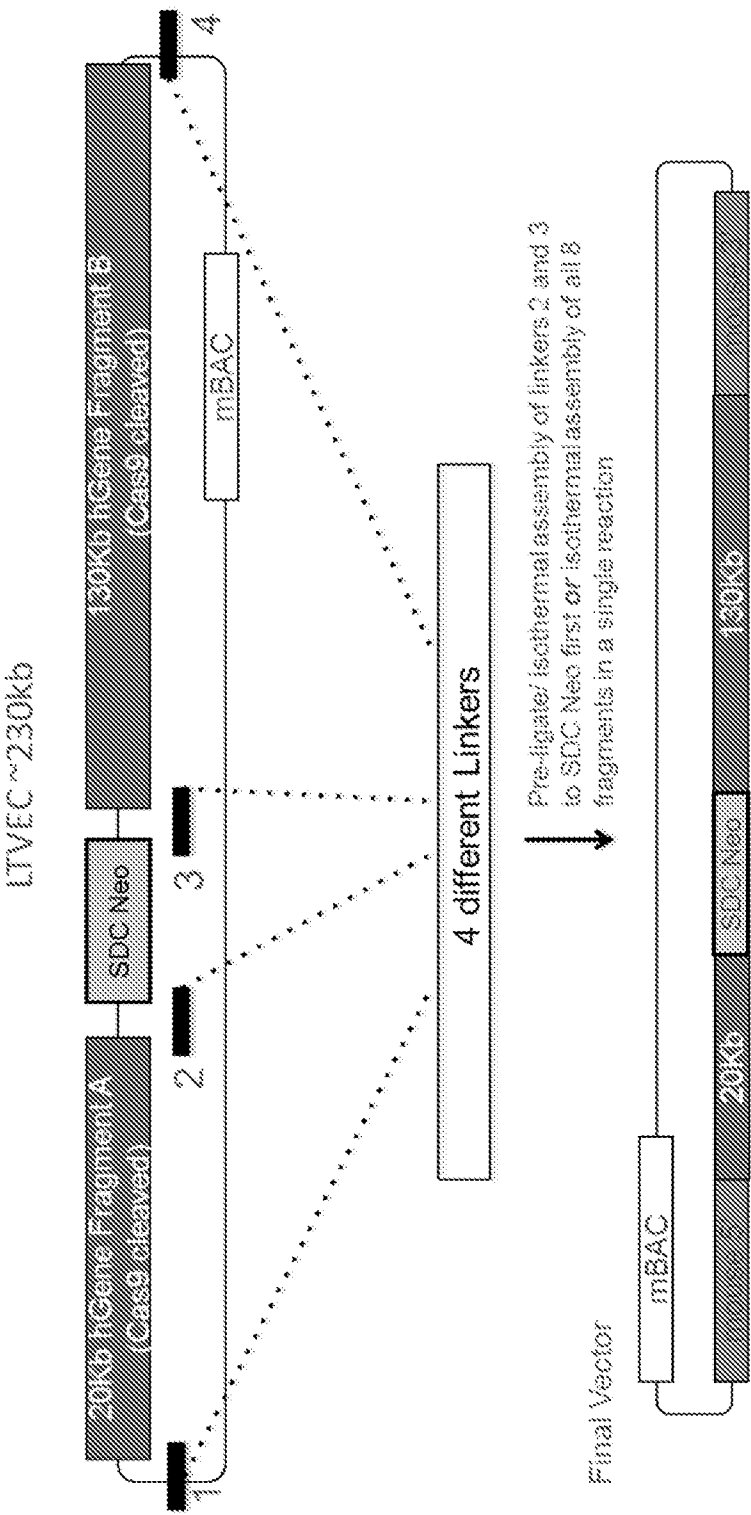 LTVEC ~230kb
20Kb hGene Fragment A
(Cas9 cleaved)
SDC Neo
130Kb hGene Fragment B
(Cas9 cleaved)
1
2
3
4
mBAC
4 different Linkers
Pre-ligate/ isothermal assembly of linkers 2 and 3
to SDC Neo first or isothermal assembly of all 8
fragments in a single reaction
Final Vector
mBAC
20Kb
SDC Neo
130Kb